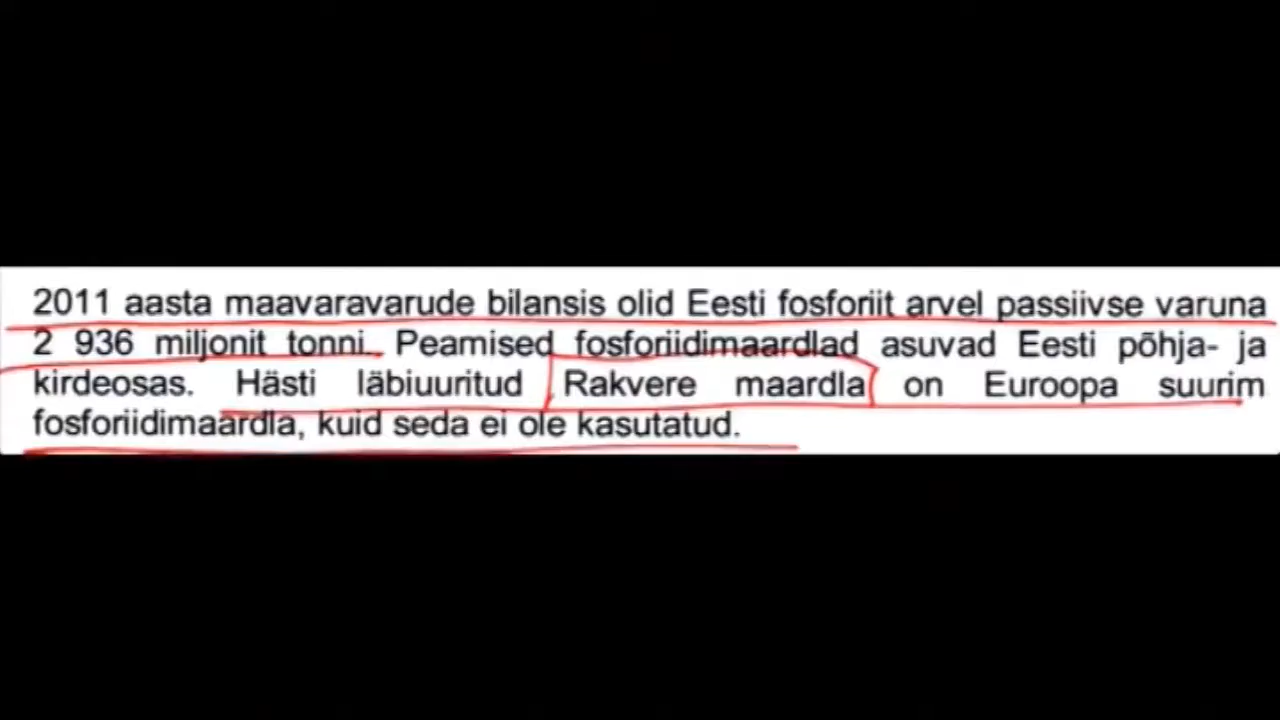 2011 aasta maavaravarude bilansis olid Eesti fosforiit arvel passiivse varuna
2 936 miljonit tonni. Peamised fosforiidimaardlad asuvad Eesti põhja- ja
kirdeosas. Hästi läbiuuritud Rakvere maardla on Euroopa suurim
fosforiidimaardla, kuid seda ei ole kasutatud.